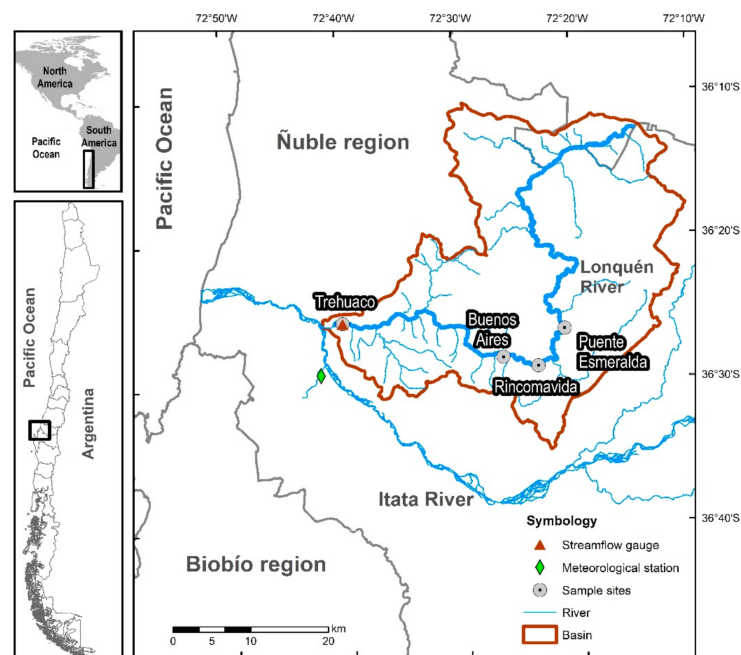 72°50'W
72°40'W
72°30'W
72°20'W
72°10'W
North
America
Pacific
Ocean
South
America
Pacific Ocean
Argentina
Pacific Ocean
Ñuble region
36°10'S
36°20'S
Lonquén
River
Trehuaco
Buenos
Aires
Puente
Esmeralda
Rincomavida
36°30'S
Itata River
36°40'S
Biobío region
Symbology
Streamflow gauge
Meteorological station
Sample sites
River
Basin
km
0 5 10 20